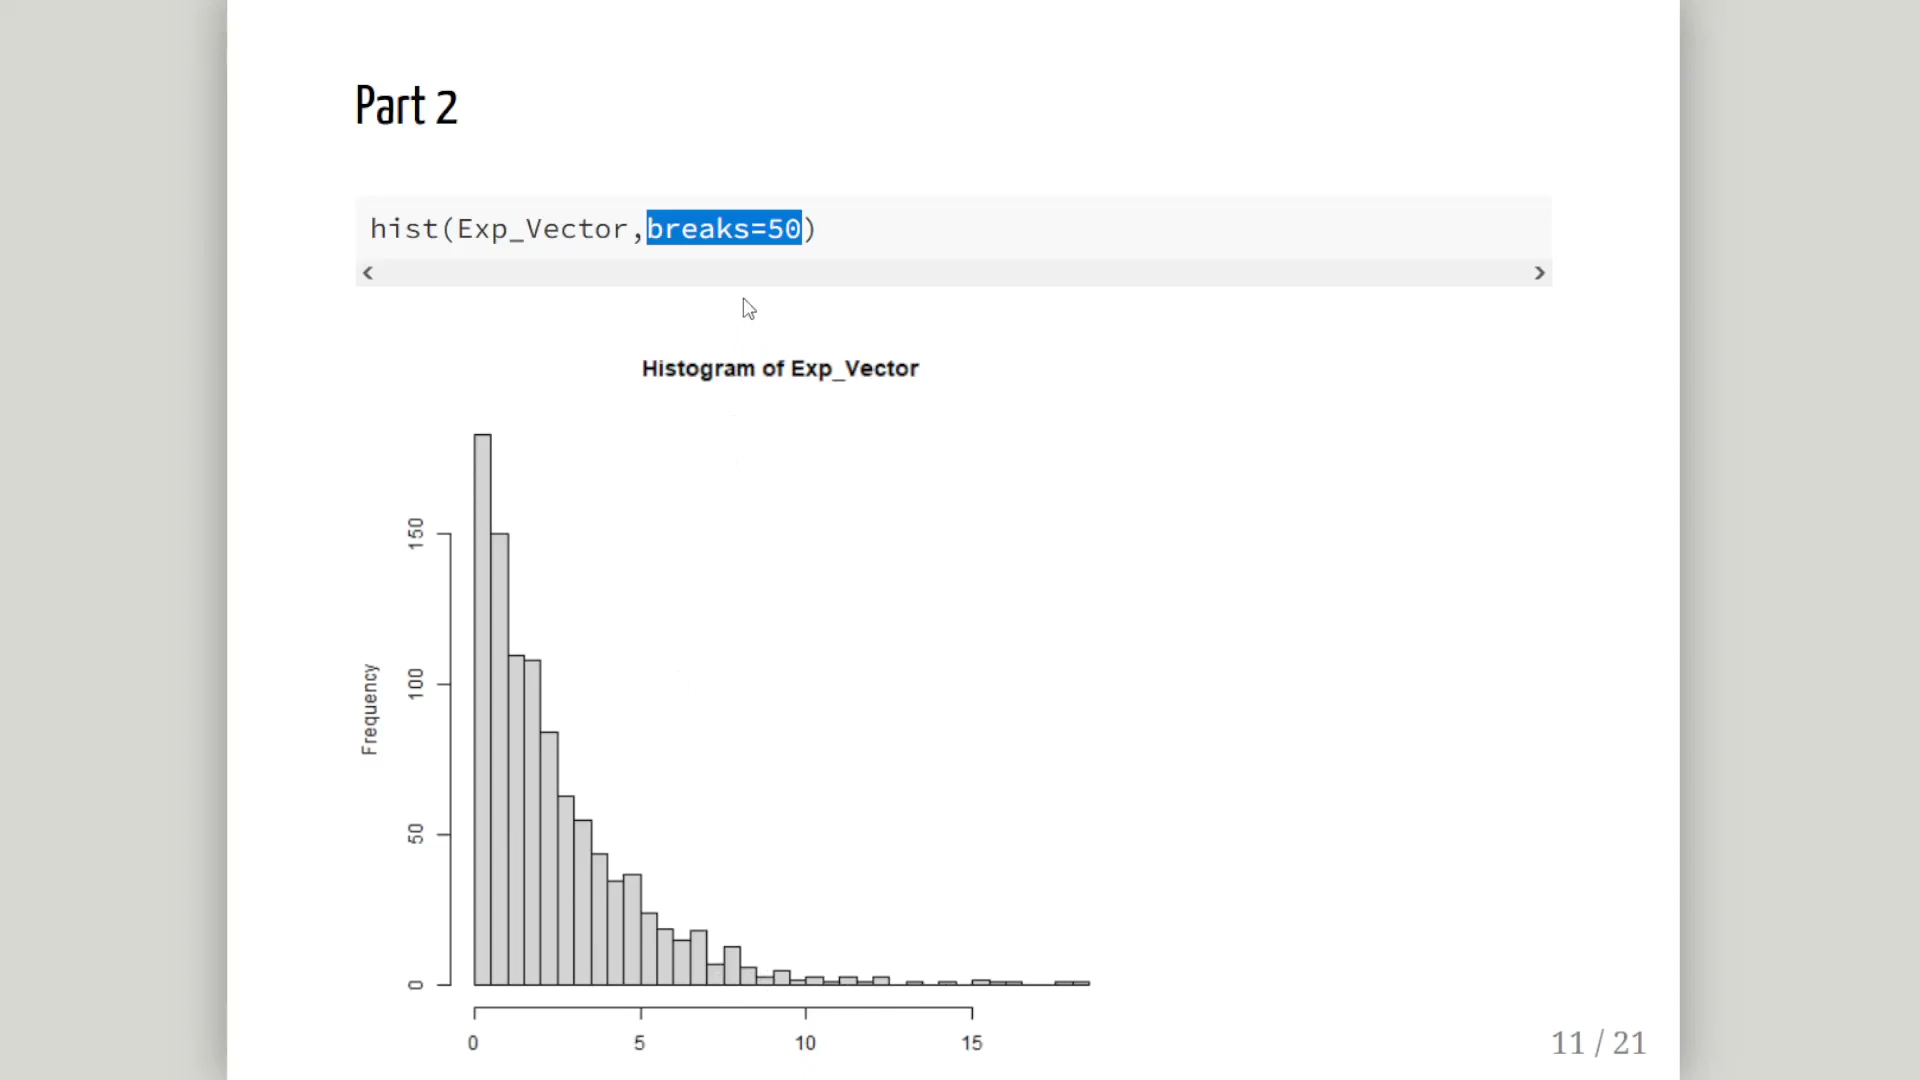 Part 2
hist(Exp_Vector,breaks=50)
Histogram of Exp_Vector
Frequency
150
100
50
0
0 5 10 15
11 / 21